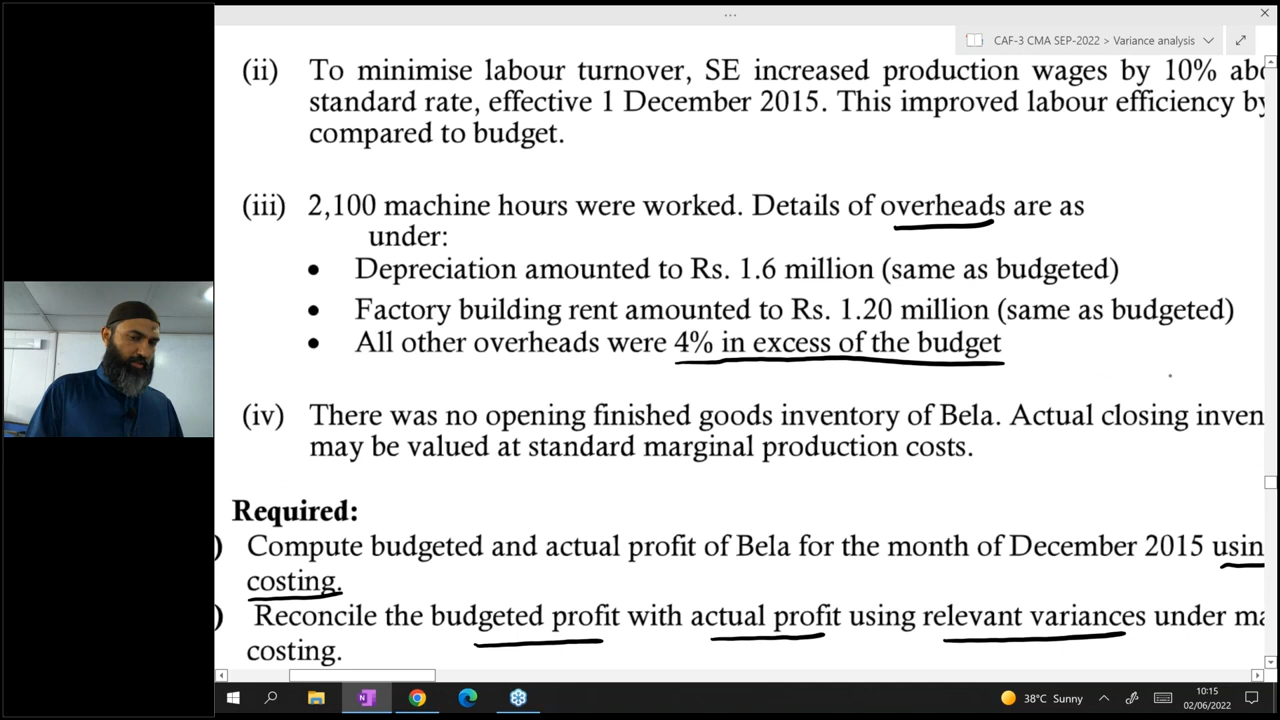 CAF-3 CMA SEP-2022 > Variance analysis
(ii) To minimise labour turnover, SE increased production wages by 10%
standard rate, effective 1 December 2015. This improved labour efficiency
compared to budget.
(iii) 2,100 machine hours were worked. Details of overheads are as
under:
• Depreciation amounted to Rs. 1.6 million (same as budgeted)
• Factory building rent amounted to Rs. 1.20 million (same as budgeted)
• All other overheads were 4% in excess of the budget
(iv) There was no opening finished goods inventory of Bela. Actual closing
may be valued at standard marginal production costs.
Required:
) Compute budgeted and actual profit of Bela for the month of December 2015
costing.
) Reconcile the budgeted profit with actual profit using relevant variances under
costing.
38°C Sunny
10:15
02/06/2022